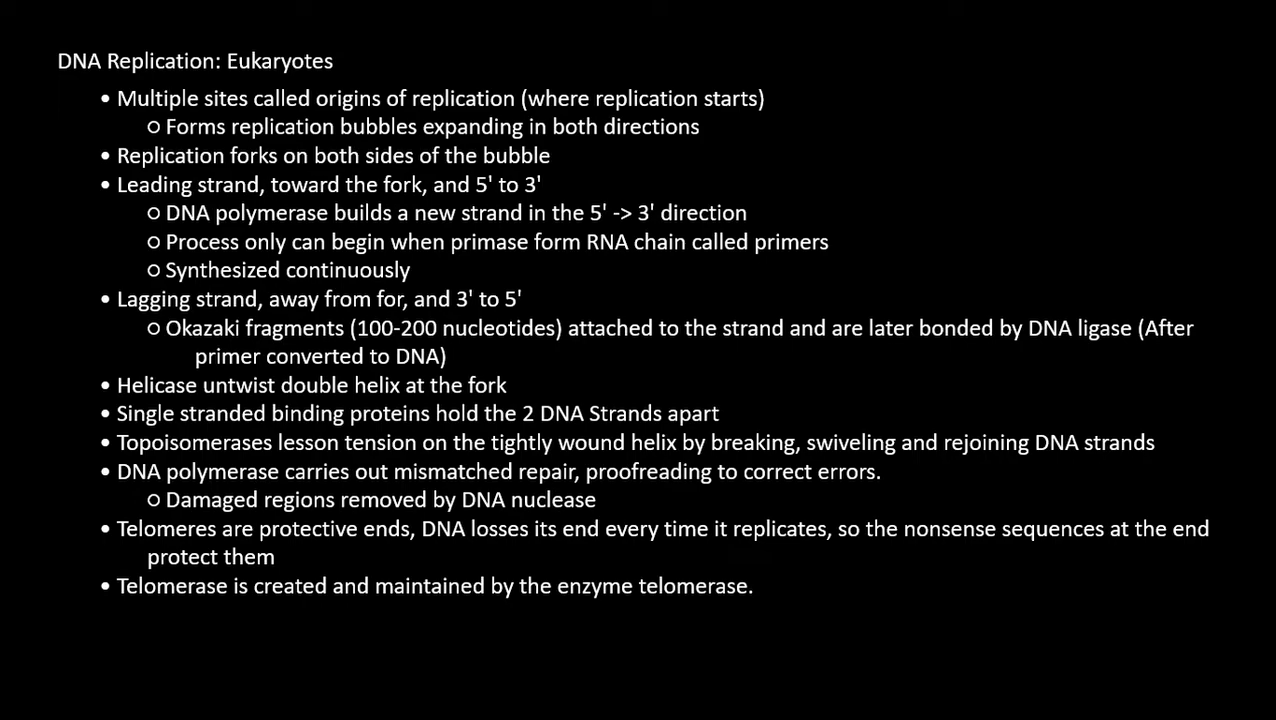 DNA Replication: Eukaryotes
• Multiple sites called origins of replication (where replication starts)
○ Forms replication bubbles expanding in both directions
• Replication forks on both sides of the bubble
• Leading strand, toward the fork, and 5' to 3'
○ DNA polymerase builds a new strand in the 5' -> 3' direction
○ Process only can begin when primase form RNA chain called primers
○ Synthesized continuously
• Lagging strand, away from for, and 3' to 5'
○ Okazaki fragments (100-200 nucleotides) attached to the strand and are later bonded by DNA ligase (After
primer converted to DNA)
• Helicase untwist double helix at the fork
• Single stranded binding proteins hold the 2 DNA Strands apart
• Topoisomerases lesson tension on the tightly wound helix by breaking, swiveling and rejoining DNA strands
• DNA polymerase carries out mismatched repair, proofreading to correct errors.
○ Damaged regions removed by DNA nuclease
• Telomeres are protective ends, DNA losses its end every time it replicates, so the nonsense sequences at the end
protect them
• Telomerase is created and maintained by the enzyme telomerase.